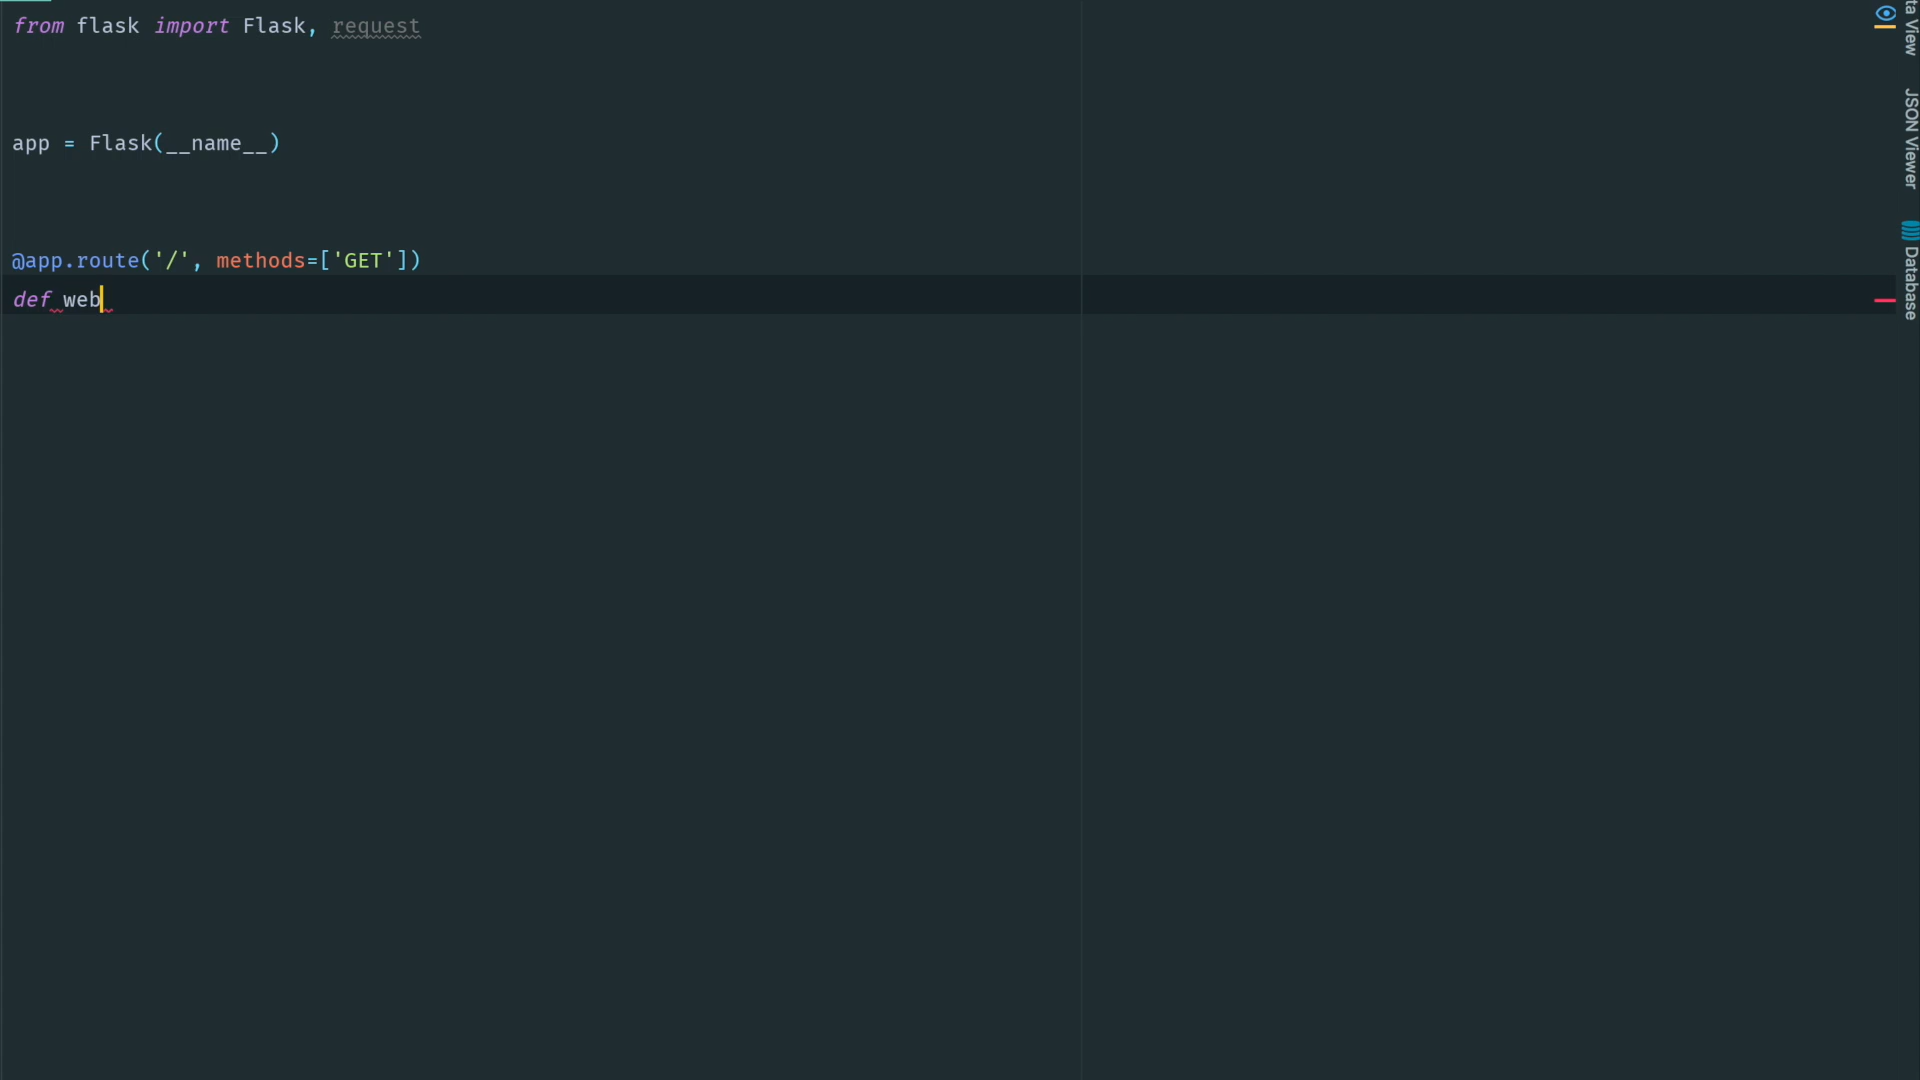 from flask import Flask, request
app = Flask(__name__)
@app.route('/', methods=['GET'])
def web
ta View
JSON Viewer
Database